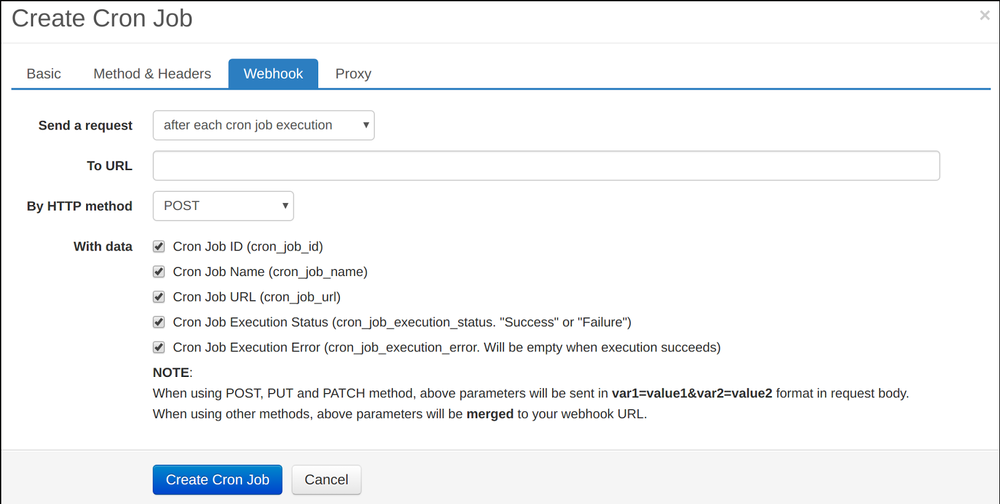 Create Cron Job
×
Basic Method & Headers Webhook Proxy
Send a request after each cron job execution
To URL
By HTTP method POST
With data Cron Job ID (cron_job_id)
Cron Job Name (cron_job_name)
Cron Job URL (cron_job_url)
Cron Job Execution Status (cron_job_execution_status. "Success" or "Failure")
Cron Job Execution Error (cron_job_execution_error. Will be empty when execution succeeds)
NOTE:
When using POST, PUT and PATCH method, above parameters will be sent in var1=value1&var2=value2 format in request body.
When using other methods, above parameters will be merged to your webhook URL.
Create Cron Job Cancel